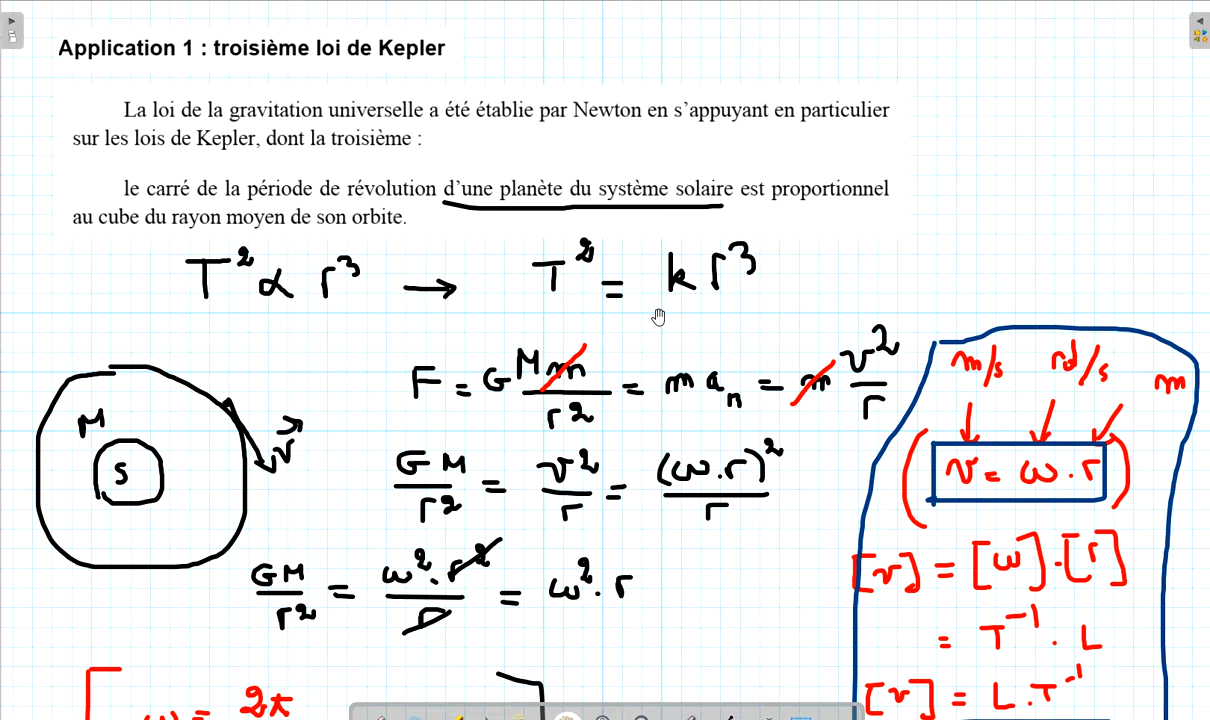 Application 1 : troisième loi de Kepler
La loi de la gravitation universelle a été établie par Newton en s'appuyant en particulier
sur les lois de Kepler, dont la troisième :
le carré de la période de révolution d'une planète du système solaire est proportionnel
au cube du rayon moyen de son orbite.
T² ∝ r³ → T² = k r³
F = G Mm/r² = m aₙ = m v²/r
m/s rd/s m
M
S
v⃗
GM/r² = v²/r = (ω.r)²/r
(v = ω.r)
GM/r² = ω².r²/r = ω².r
[v] = [ω].[r]
= T⁻¹ . L
[v] = L.T⁻¹
ω = 2π